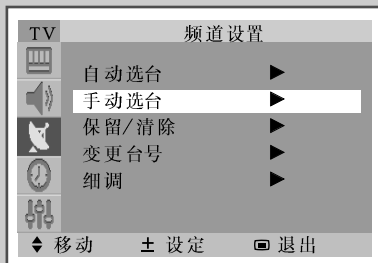 TV 频道设置
自动选台 ▶
手动选台 ▶
保留/清除 ▶
变更台号 ▶
细调 ▶
移动 ± 设定 退出